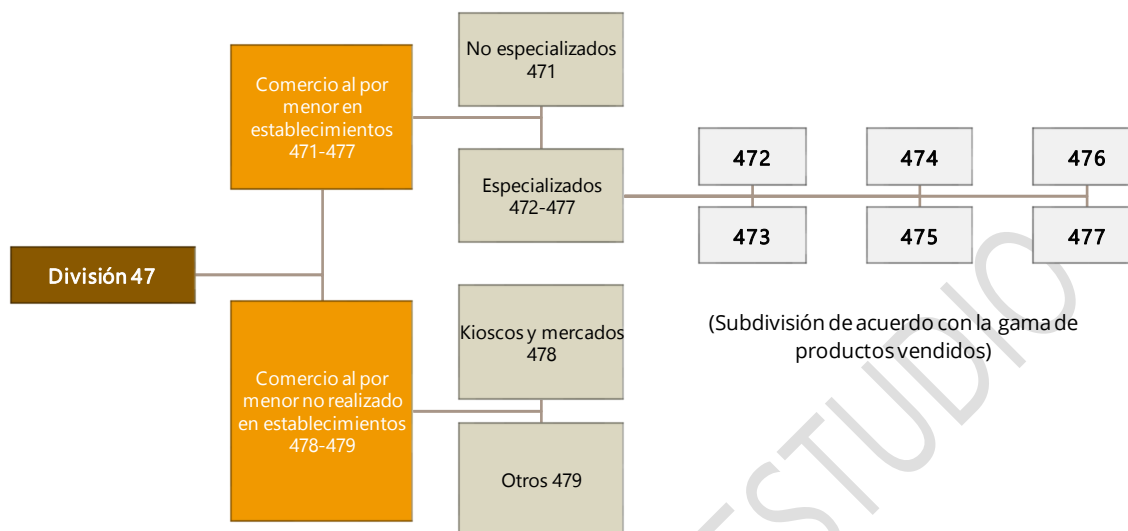 División 47
Comercio al por
menor en
establecimientos
471-477
No especializados
471
Especializados
472-477
472
474
476
473
475
477
(Subdivisión de acuerdo con la gama de
productos vendidos)
Comercio al por
menor no realizado
en establecimientos
478-479
Kioscos y mercados
478
Otros 479
ESTUDIO